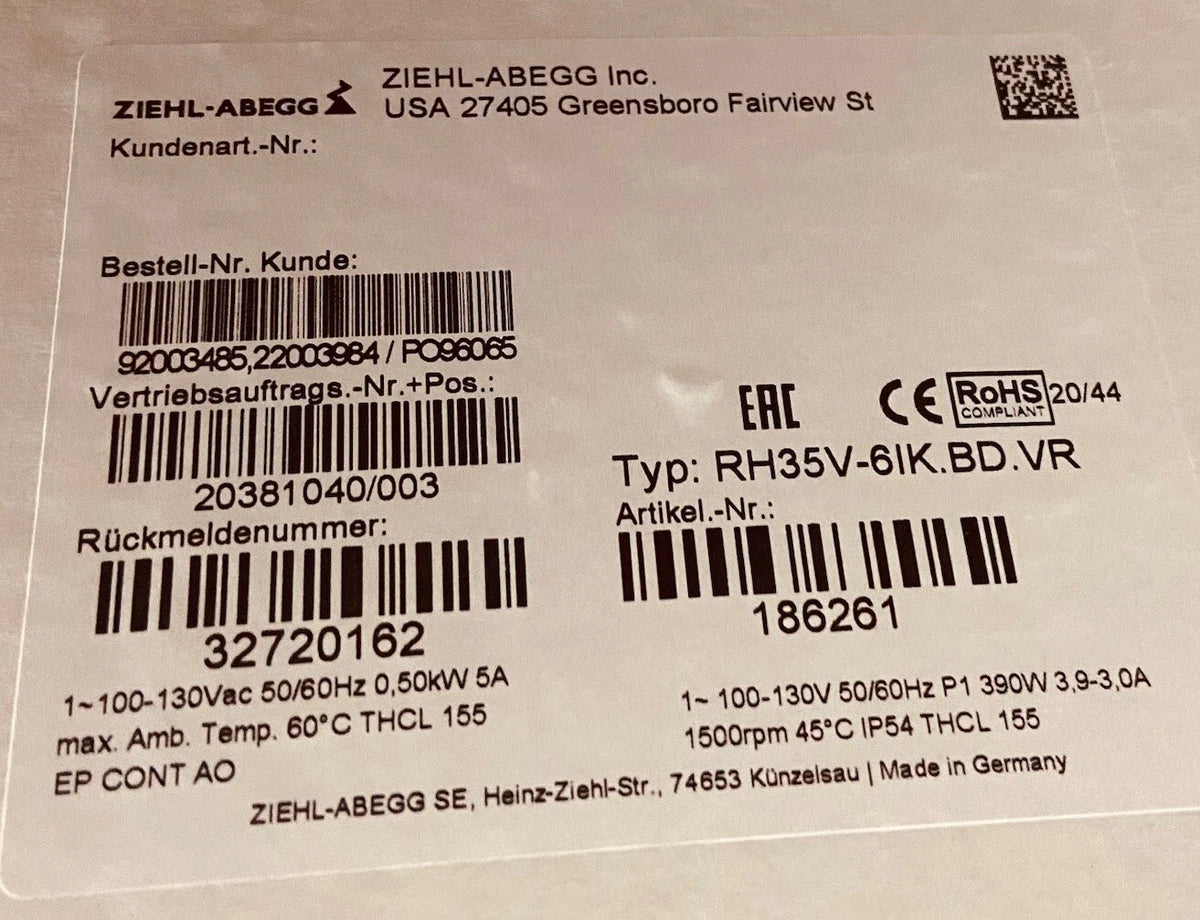 ZIEHL-ABEGG
ZIEHL-ABEGG Inc.
USA 27405 Greensboro Fairview St
Kundenart.-Nr.:
Bestell-Nr. Kunde:
92003485,22003984 / PO96065
Vertriebsauftrags.-Nr.+Pos.:
20381040/003
Rückmeldenummer:
32720162
1~100-130Vac 50/60Hz 0,50kW 5A
max. Amb. Temp. 60°C THCL 155
EP CONT AO
EAC CE RoHS COMPLIANT 20/44
Typ: RH35V-6IK.BD.VR
Artikel.-Nr.:
186261
1~ 100-130V 50/60Hz P1 390W 3,9-3,0A
1500rpm 45°C IP54 THCL 155
ZIEHL-ABEGG SE, Heinz-Ziehl-Str., 74653 Künzelsau | Made in Germany